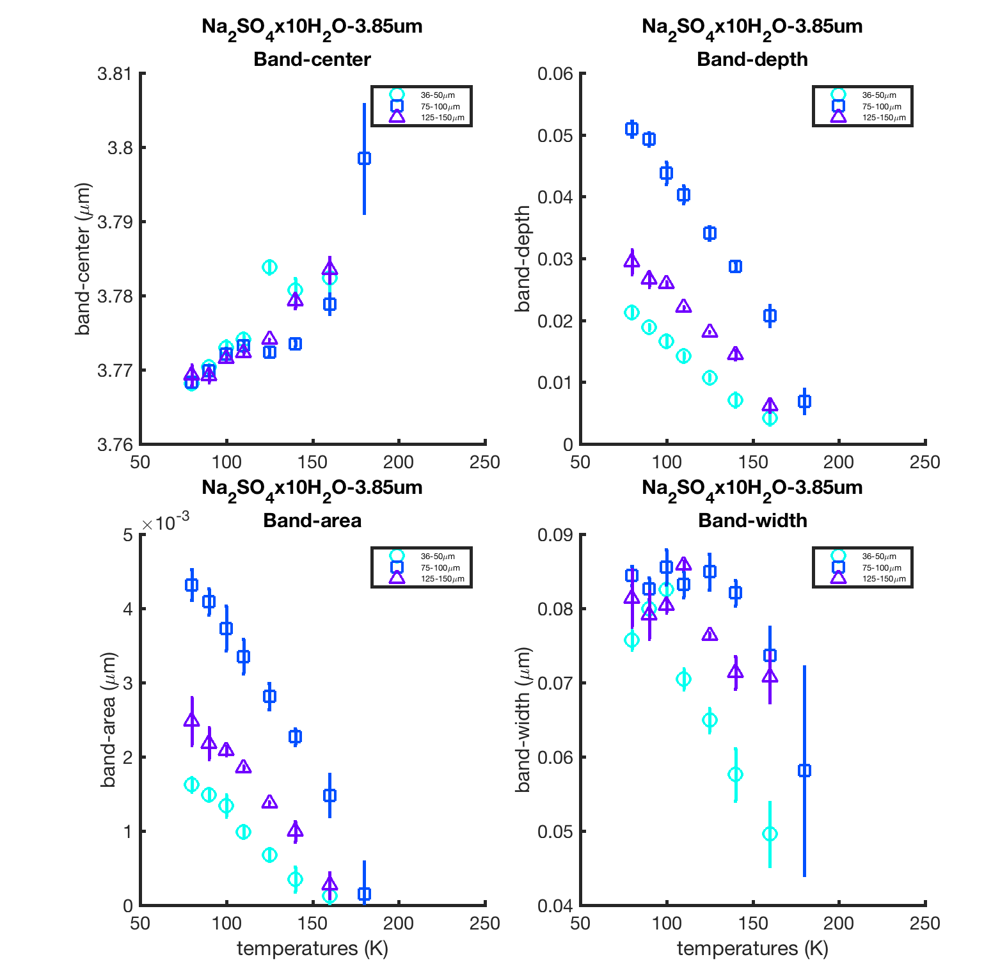 Na₂SO₄x10H₂O-3.85um
Band-center
3.81
3.8
3.79
3.78
3.77
3.76
50 100 150 200 250
band-center (μm)
36-50μm
75-100μm
125-150μm
Na₂SO₄x10H₂O-3.85um
Band-depth
0.06
0.05
0.04
0.03
0.02
0.01
0
50 100 150 200 250
band-depth
36-50μm
75-100μm
125-150μm
Na₂SO₄x10H₂O-3.85um
Band-area
×10⁻³
5
4
3
2
1
0
50 100 150 200 250
band-area (μm)
temperatures (K)
36-50μm
75-100μm
125-150μm
Na₂SO₄x10H₂O-3.85um
Band-width
0.09
0.08
0.07
0.06
0.05
0.04
50 100 150 200 250
band-width (μm)
temperatures (K)
36-50μm
75-100μm
125-150μm